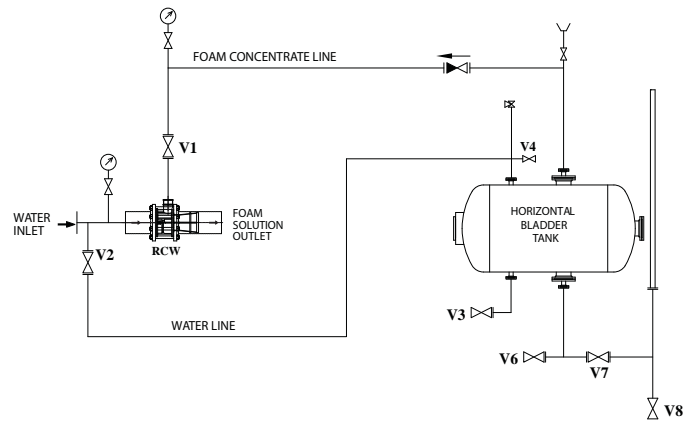 FOAM CONCENTRATE LINE
V1
V4
WATER
INLET
FOAM
SOLUTION
OUTLET
RCW
V2
HORIZONTAL
BLADDER
TANK
WATER LINE
V3
V6
V7
V8